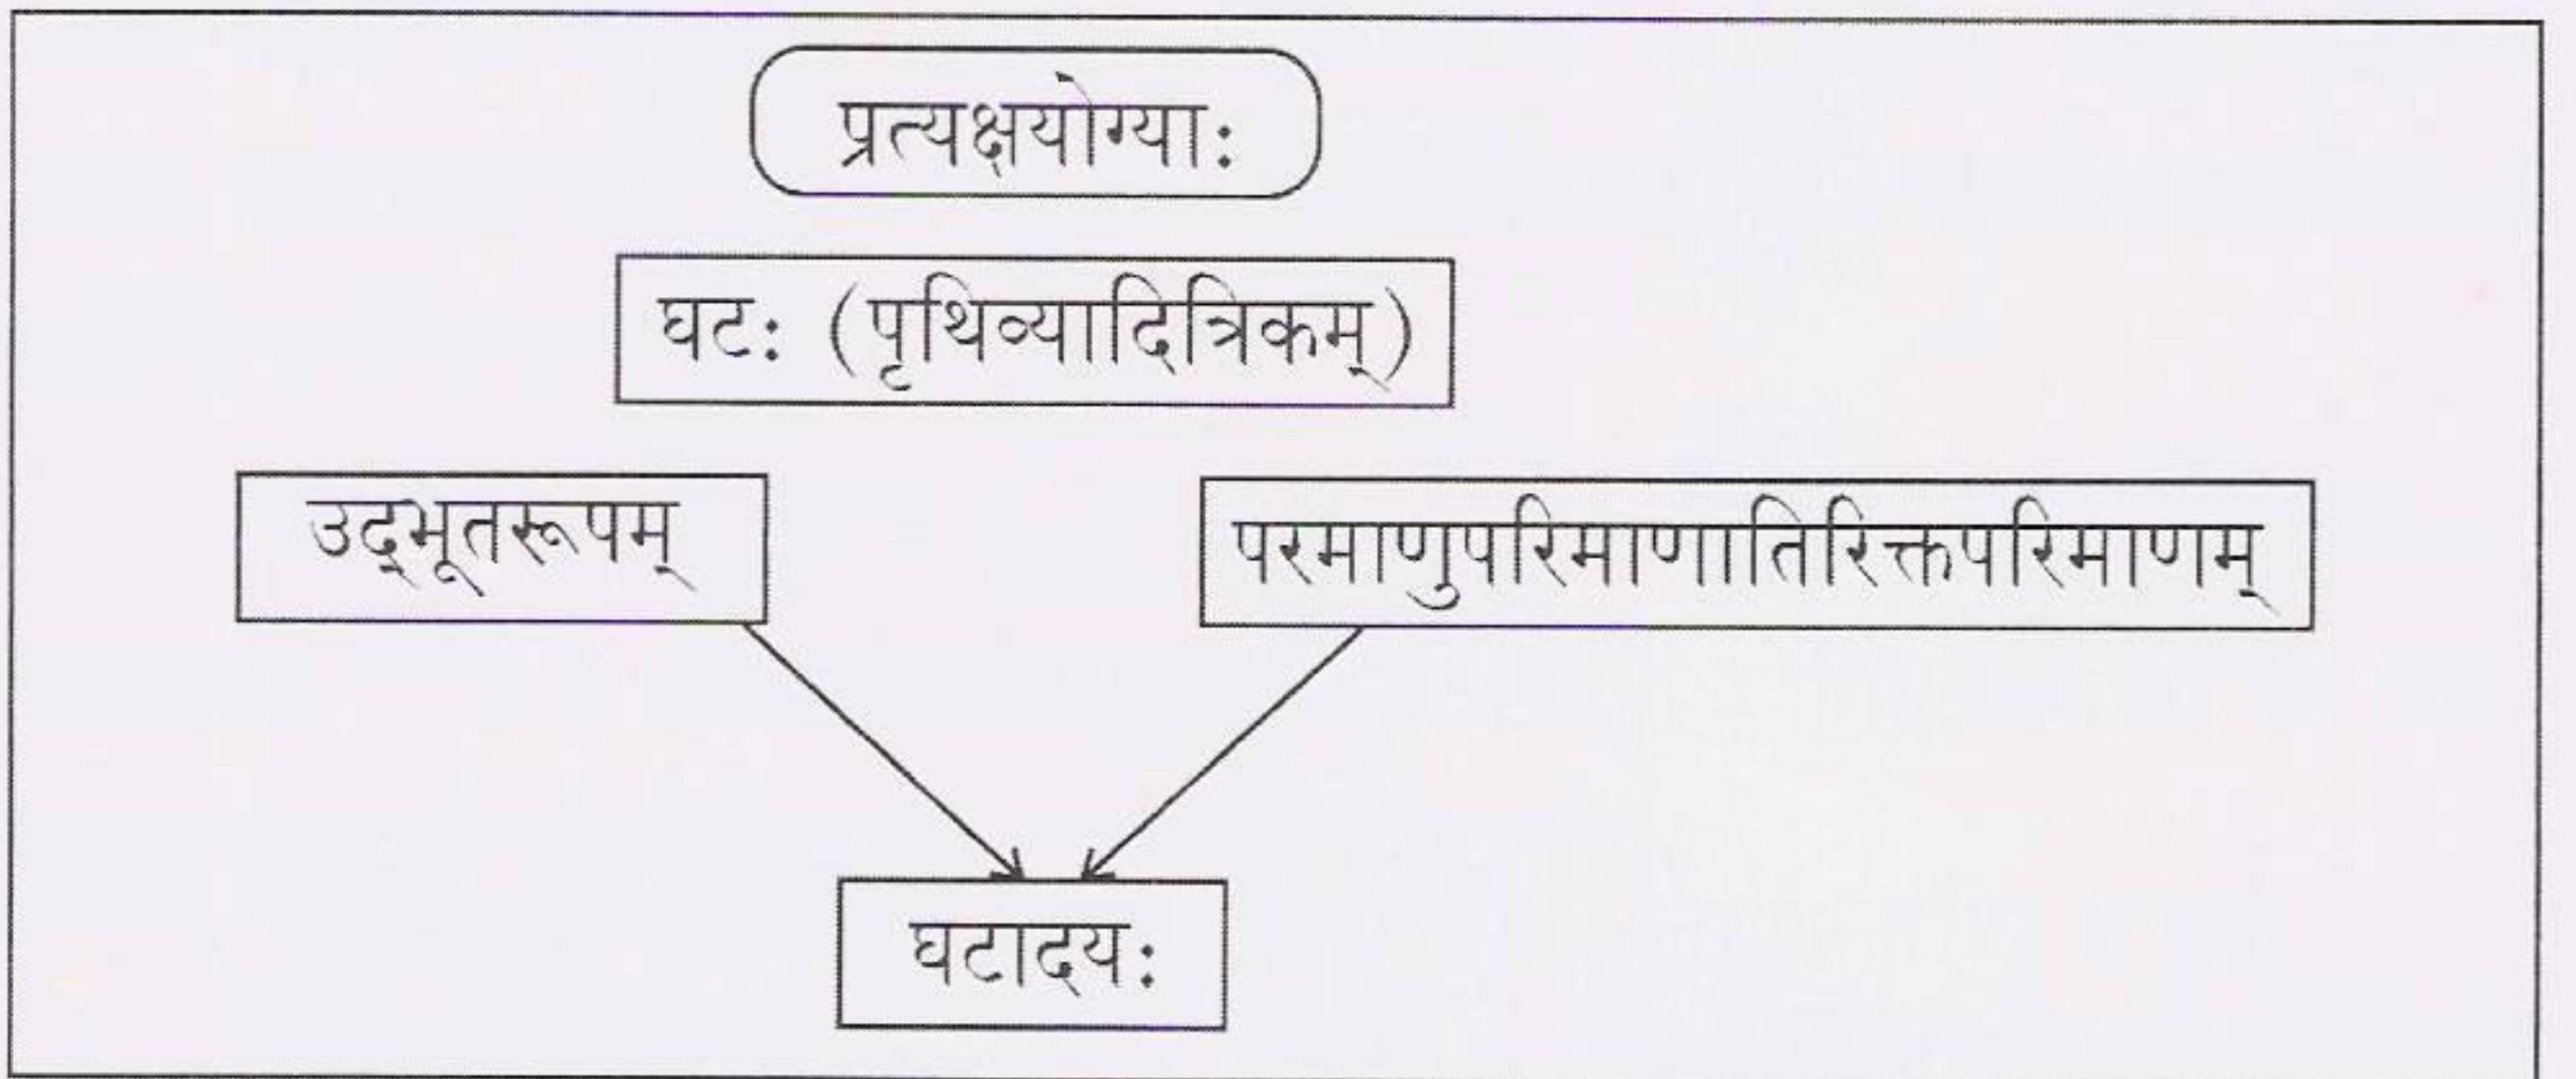 प्रत्यक्षयोग्याः
घटः (पृथिव्यादित्रिकम्)
उद्भूतरूपम्
परमाणुपरिमाणातिरिक्तपरिमाणम्
घटादयः